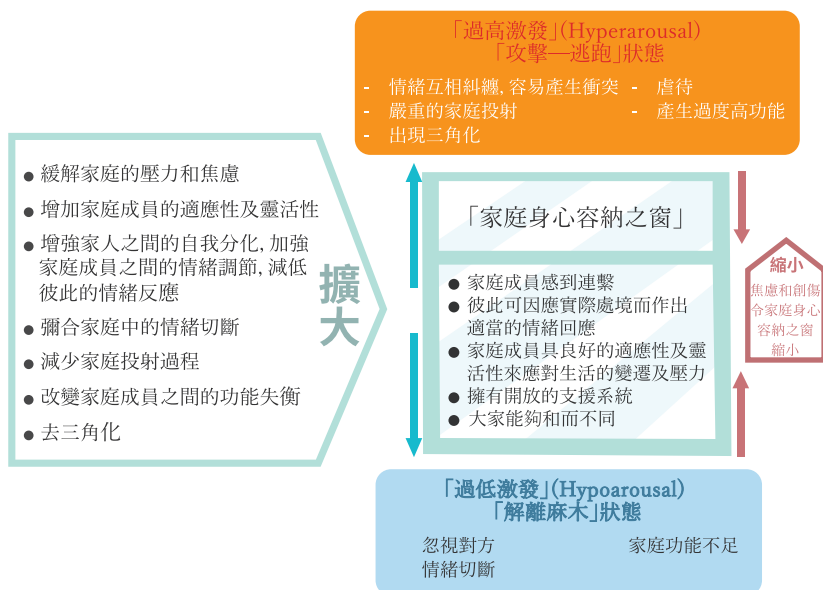 「過高激發」(Hyperarousal)
「攻擊—逃跑」狀態
- 情緒互相糾纏, 容易產生衝突 - 虐待
- 嚴重的家庭投射 - 產生過度高功能
- 出現三角化
● 緩解家庭的壓力和焦慮
● 增加家庭成員的適應性及靈活性
● 增強家人之間的自我分化, 加強
家庭成員之間的情緒調節, 減低
彼此的情緒反應
● 彌合家庭中的情緒切斷
● 減少家庭投射過程
● 改變家庭成員之間的功能失衡
● 去三角化
擴
大
「家庭身心容納之窗」
● 家庭成員感到連繫
● 彼此可因應實際處境而作出
適當的情緒回應
● 家庭成員具良好的適應性及靈
活性來應對生活的變遷及壓力
● 擁有開放的支援系統
● 大家能夠和而不同
縮小
焦慮和創傷
令家庭身心
容納之窗
縮小
「過低激發」(Hypoarousal)
「解離麻木」狀態
忽視對方 家庭功能不足
情緒切斷